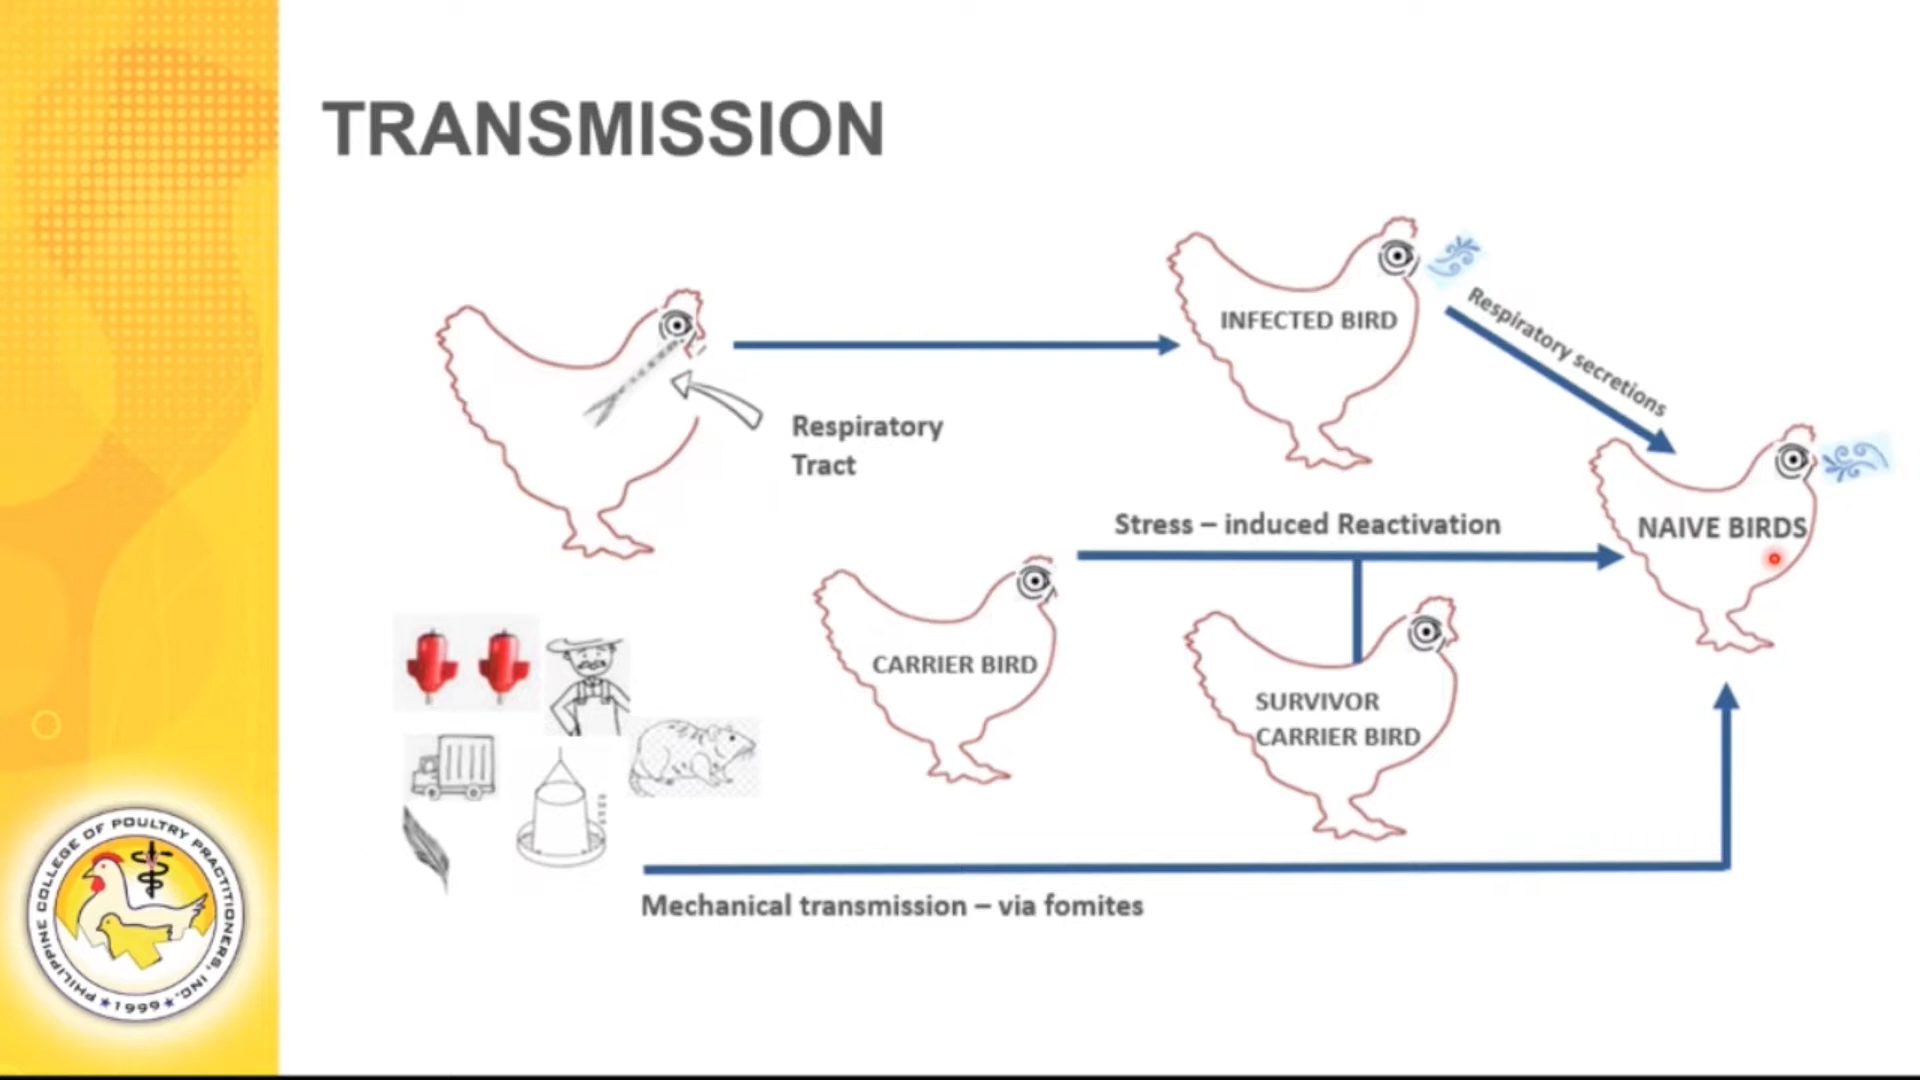 TRANSMISSION
INFECTED BIRD
Respiratory secretions
Respiratory
Tract
Stress – induced Reactivation
NAIVE BIRDS
CARRIER BIRD
SURVIVOR
CARRIER BIRD
Mechanical transmission – via fomites
PHILIPPINE COLLEGE OF POULTRY PRACTITIONERS, INC.
1999